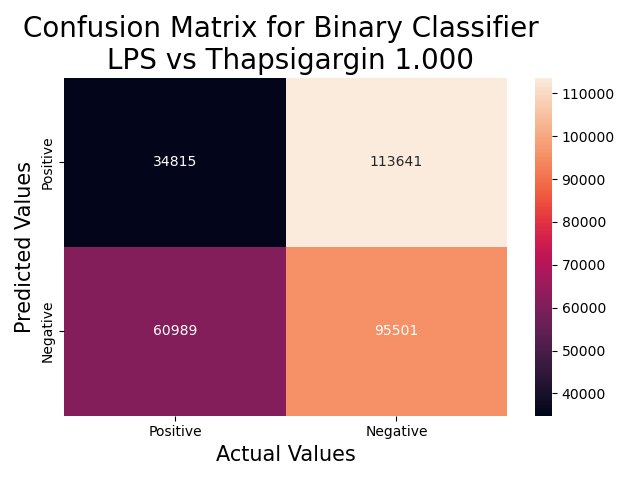 Confusion Matrix for Binary Classifier
LPS vs Thapsigargin 1.000
Predicted Values
Positive
34815
113641
Negative
60989
95501
Positive
Negative
Actual Values
110000
100000
90000
80000
70000
60000
50000
40000